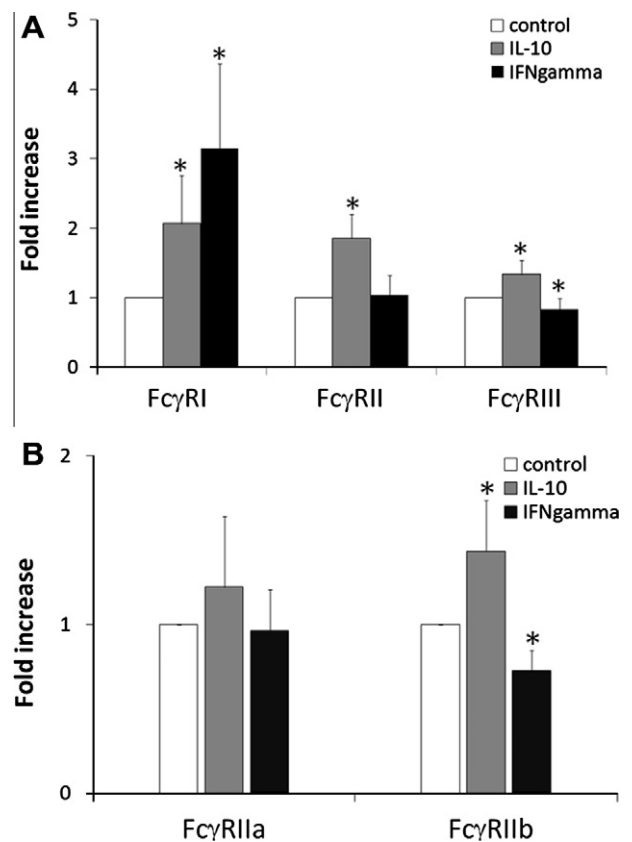 A
5
4
3
2
1
0
Fold increase
control
IL-10
IFNgamma
*
*
*
*
*
FcγRI
FcγRII
FcγRIII
B
2
1
0
Fold increase
control
IL-10
IFNgamma
*
*
FcγRIIa
FcγRIIb